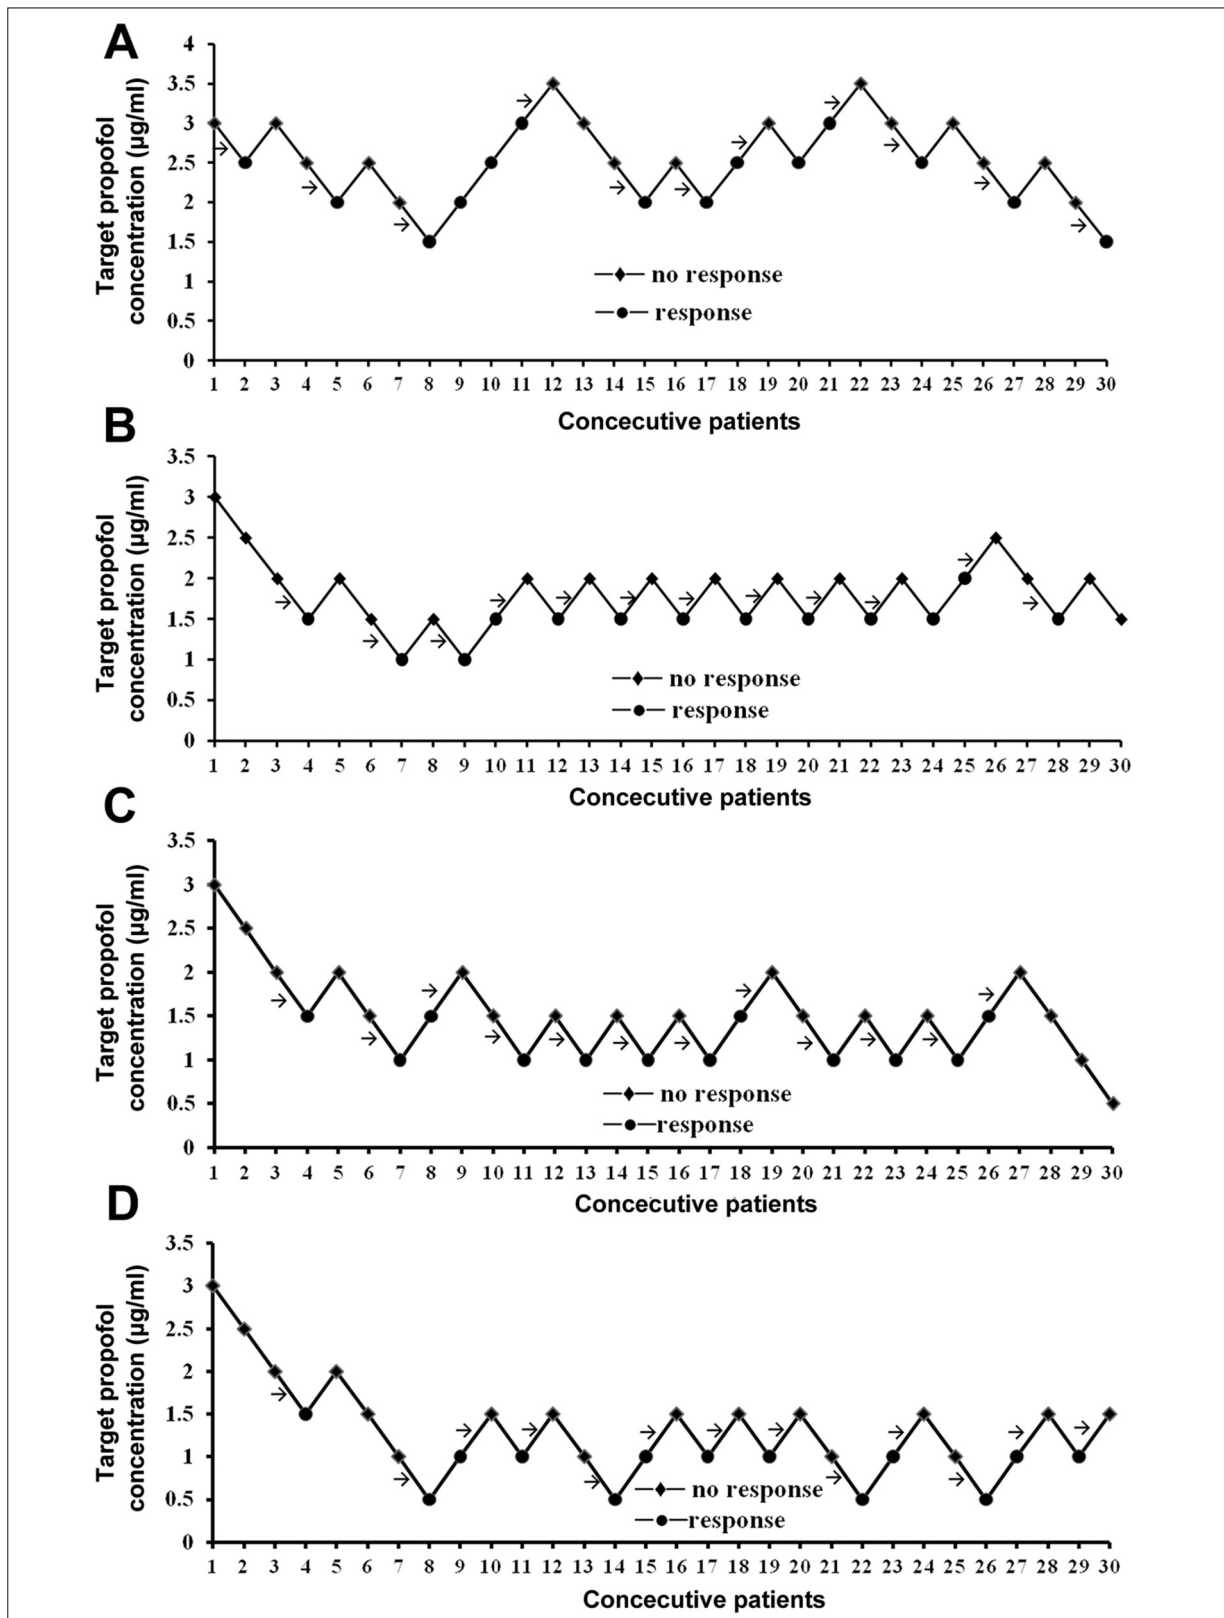 A
Target propofol
concentration (µg/ml)
4
3.5
3
2.5
2
1.5
1
0.5
0
no response
response
1 2 3 4 5 6 7 8 9 10 11 12 13 14 15 16 17 18 19 20 21 22 23 24 25 26 27 28 29 30
Concecutive patients
B
Target propofol
concentration (µg/ml)
3.5
3
2.5
2
1.5
1
0.5
0
no response
response
1 2 3 4 5 6 7 8 9 10 11 12 13 14 15 16 17 18 19 20 21 22 23 24 25 26 27 28 29 30
Concecutive patients
C
Target propofol
concentration (µg/ml)
3.5
3
2.5
2
1.5
1
0.5
0
no response
response
1 2 3 4 5 6 7 8 9 10 11 12 13 14 15 16 17 18 19 20 21 22 23 24 25 26 27 28 29 30
Concecutive patients
D
Target propofol
concentration (µg/ml)
3.5
3
2.5
2
1.5
1
0.5
0
no response
response
1 2 3 4 5 6 7 8 9 10 11 12 13 14 15 16 17 18 19 20 21 22 23 24 25 26 27 28 29 30
Concecutive patients